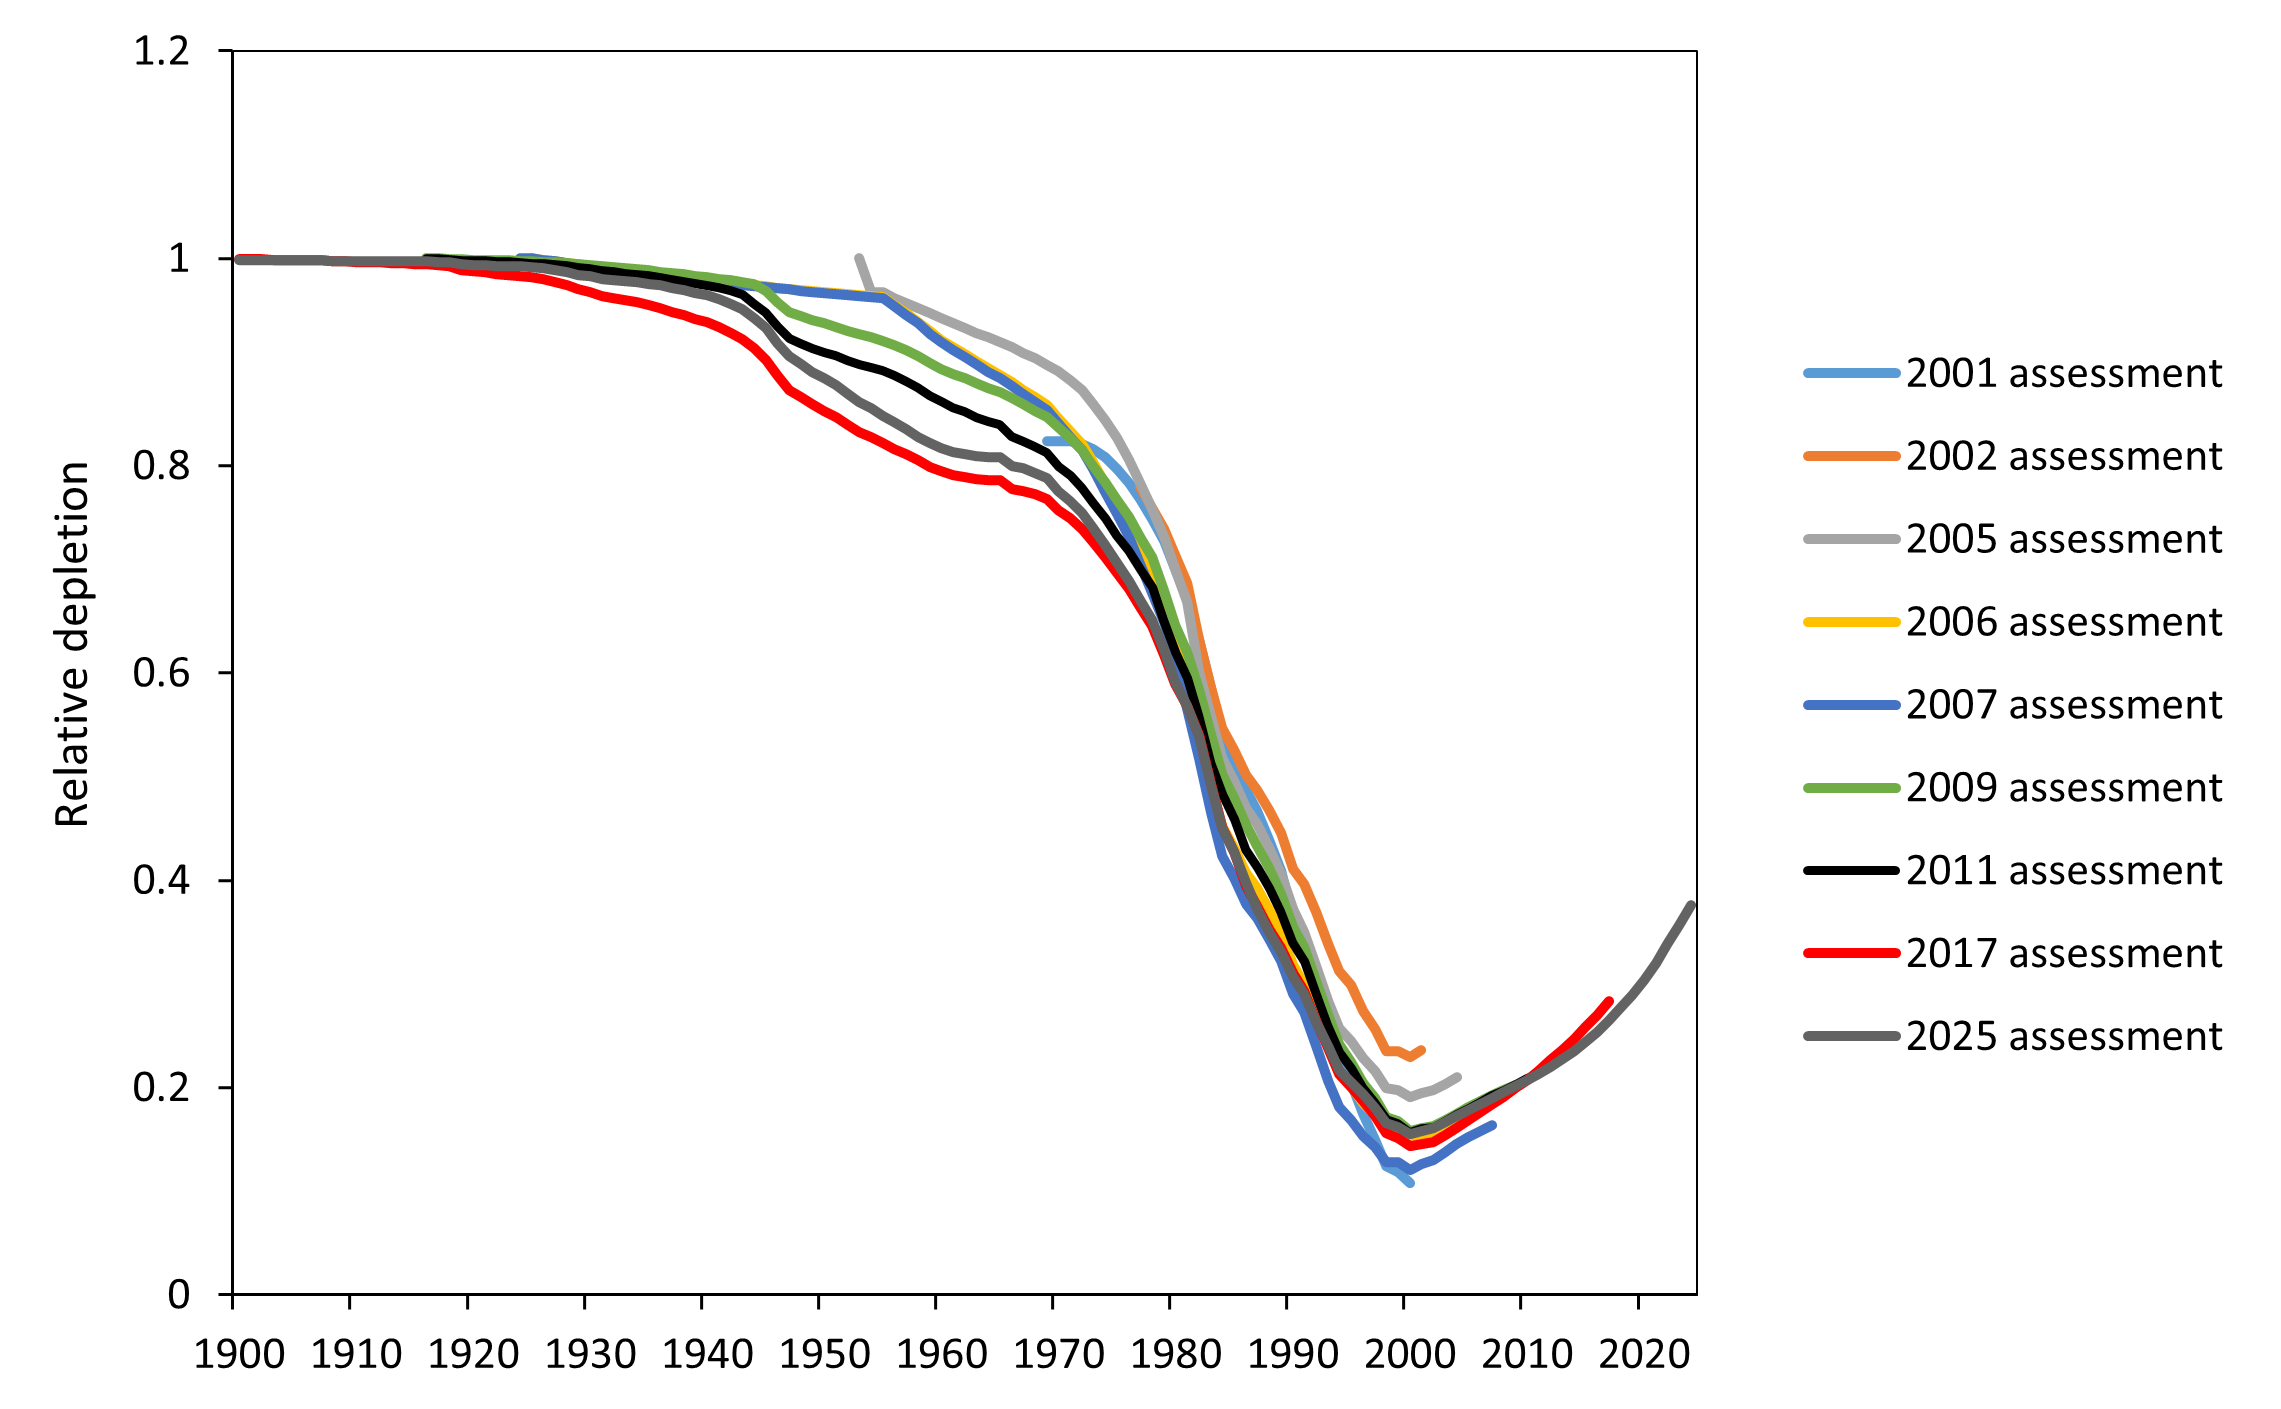 1.2
1
0.8
0.6
0.4
0.2
0
Relative depletion
1900 1910 1920 1930 1940 1950 1960 1970 1980 1990 2000 2010 2020
2001 assessment
2002 assessment
2005 assessment
2006 assessment
2007 assessment
2009 assessment
2011 assessment
2017 assessment
2025 assessment